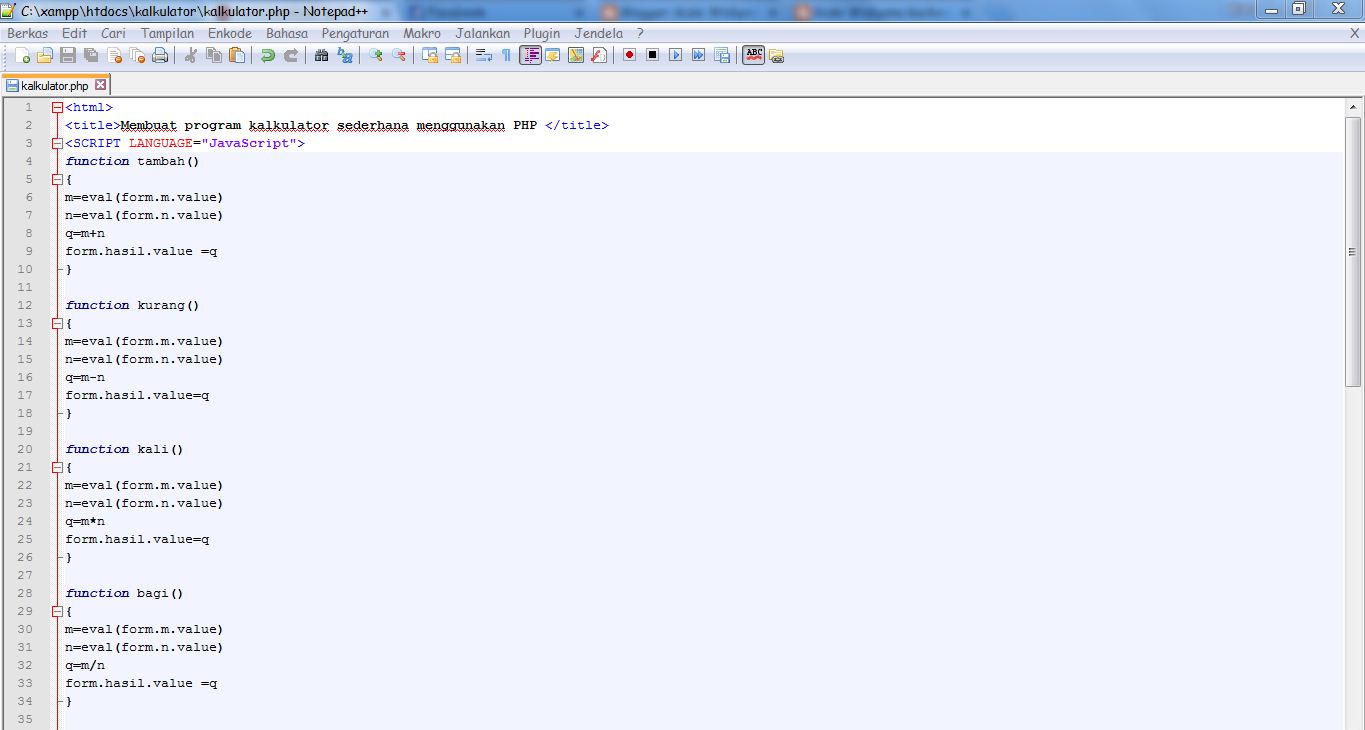 C:\xampp\htdocs\kalkulator\kalkulator.php - Notepad++
Berkas Edit Cari Tampilan Enkode Bahasa Pengaturan Makro Jalankan Plugin Jendela ? X
kalkulator.php
1 <html>
2 <title>Membuat program kalkulator sederhana menggunakan PHP </title>
3 <SCRIPT LANGUAGE="JavaScript">
4 function tambah()
5 {
6 m=eval(form.m.value)
7 n=eval(form.n.value)
8 q=m+n
9 form.hasil.value =q
10 }
11
12 function kurang()
13 {
14 m=eval(form.m.value)
15 n=eval(form.n.value)
16 q=m-n
17 form.hasil.value=q
18 }
19
20 function kali()
21 {
22 m=eval(form.m.value)
23 n=eval(form.n.value)
24 q=m*n
25 form.hasil.value=q
26 }
27
28 function bagi()
29 {
30 m=eval(form.m.value)
31 n=eval(form.n.value)
32 q=m/n
33 form.hasil.value =q
34 }
35